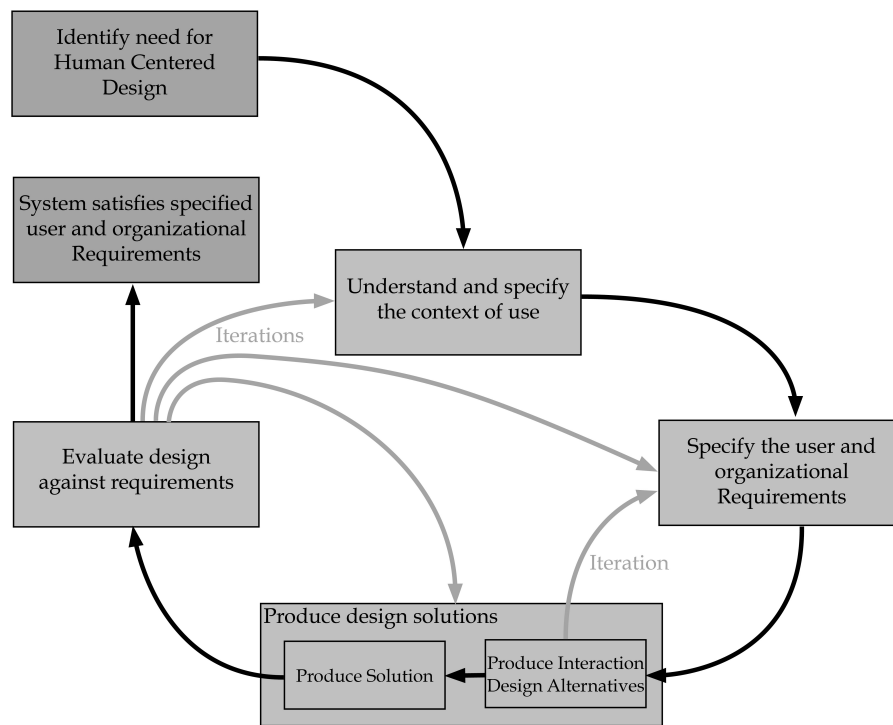 Identify need for
Human Centered
Design
System satisfies specified
user and organizational
Requirements
Understand and specify
the context of use
Iterations
Evaluate design
against requirements
Specify the user and
organizational
Requirements
Iteration
Produce design solutions
Produce Solution
Produce Interaction
Design Alternatives